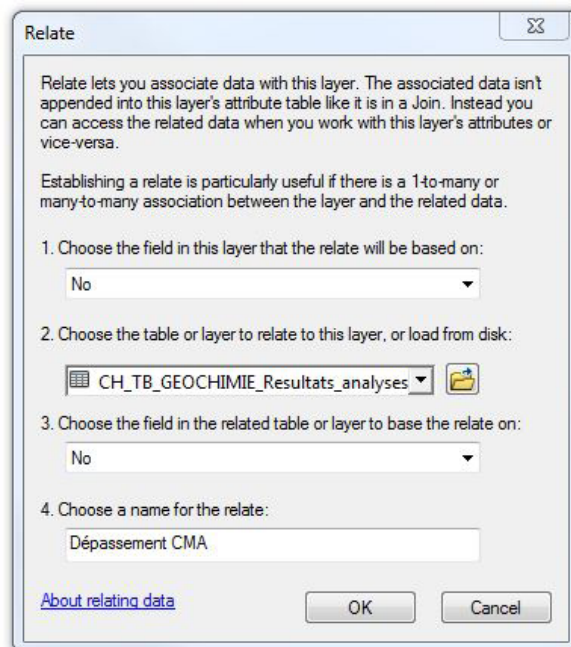 Relate
Relate lets you associate data with this layer. The associated data isn't
appended into this layer's attribute table like it is in a Join. Instead you
can access the related data when you work with this layer's attributes or
vice-versa.
Establishing a relate is particularly useful if there is a 1-to-many or
many-to-many association between the layer and the related data.
1. Choose the field in this layer that the relate will be based on:
No
2. Choose the table or layer to relate to this layer, or load from disk:
CH_TB_GEOCHIMIE_Resultats_analyses
3. Choose the field in the related table or layer to base the relate on:
No
4. Choose a name for the relate:
Dépassement CMA
About relating data
OK
Cancel